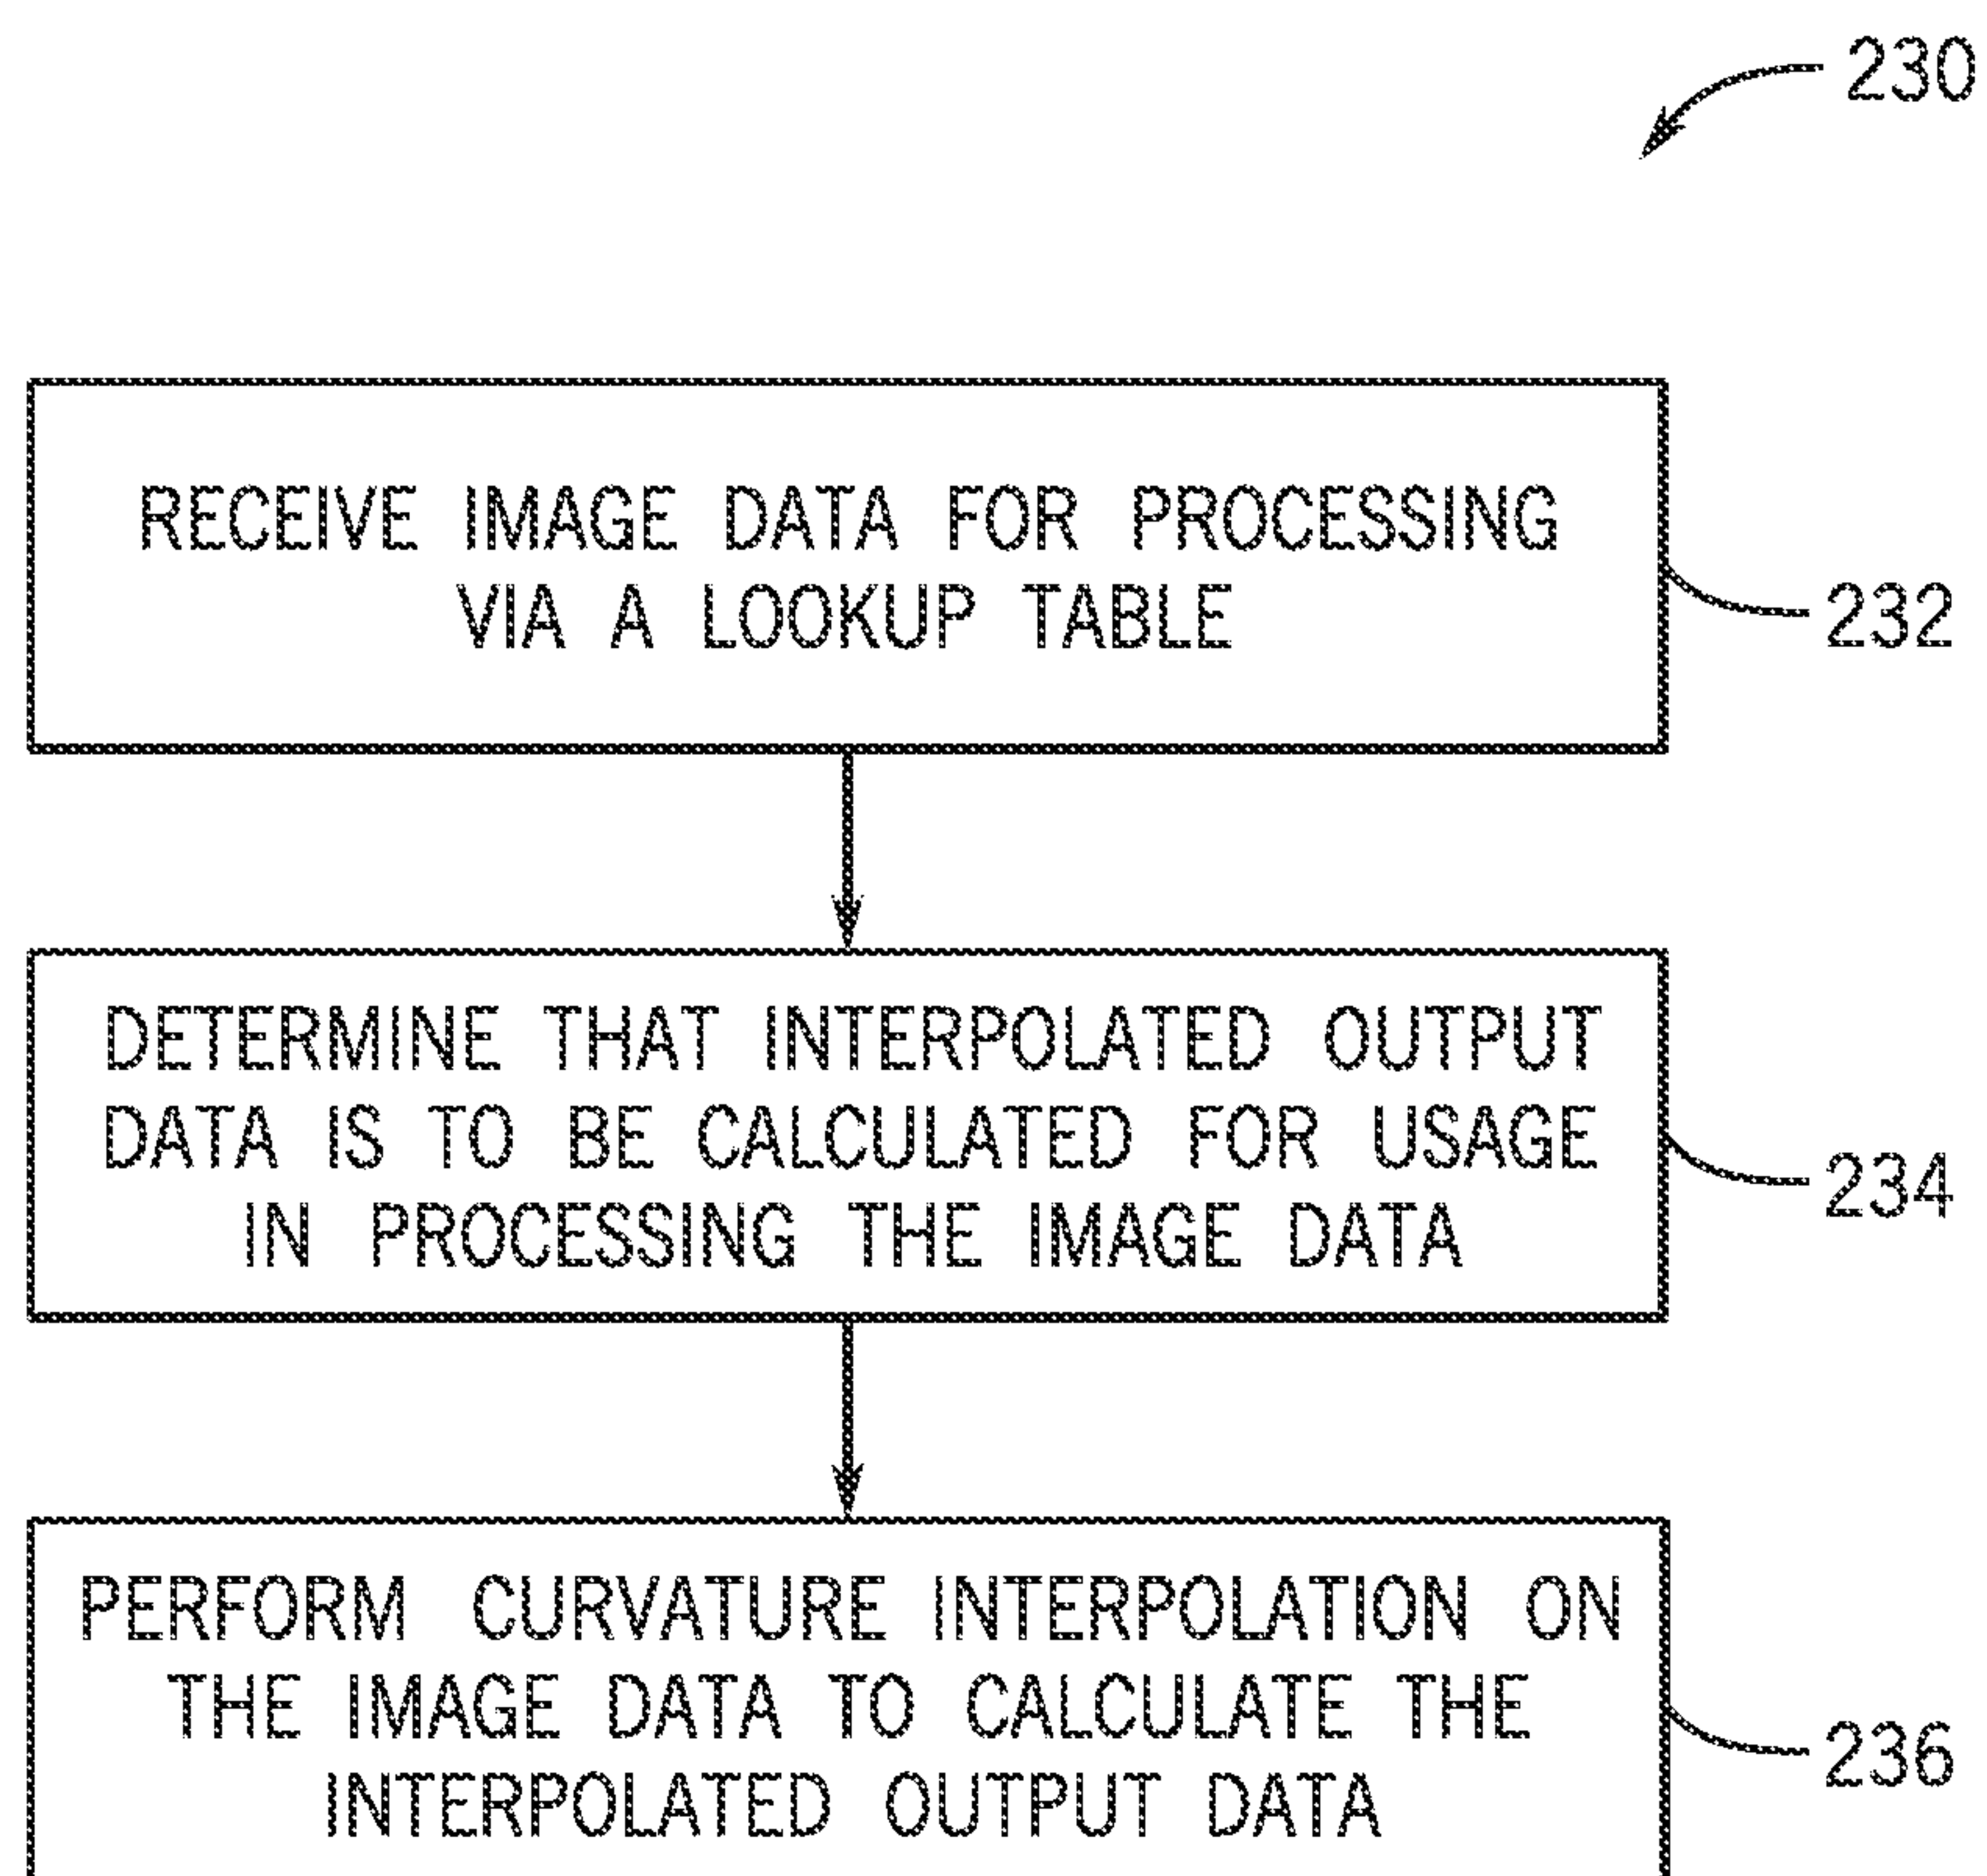 230
RECEIVE IMAGE DATA FOR PROCESSING
VIA A LOOKUP TABLE
232
DETERMINE THAT INTERPOLATED OUTPUT
DATA IS TO BE CALCULATED FOR USAGE
IN PROCESSING THE IMAGE DATA
234
PERFORM CURVATURE INTERPOLATION ON
THE IMAGE DATA TO CALCULATE THE
INTERPOLATED OUTPUT DATA
236